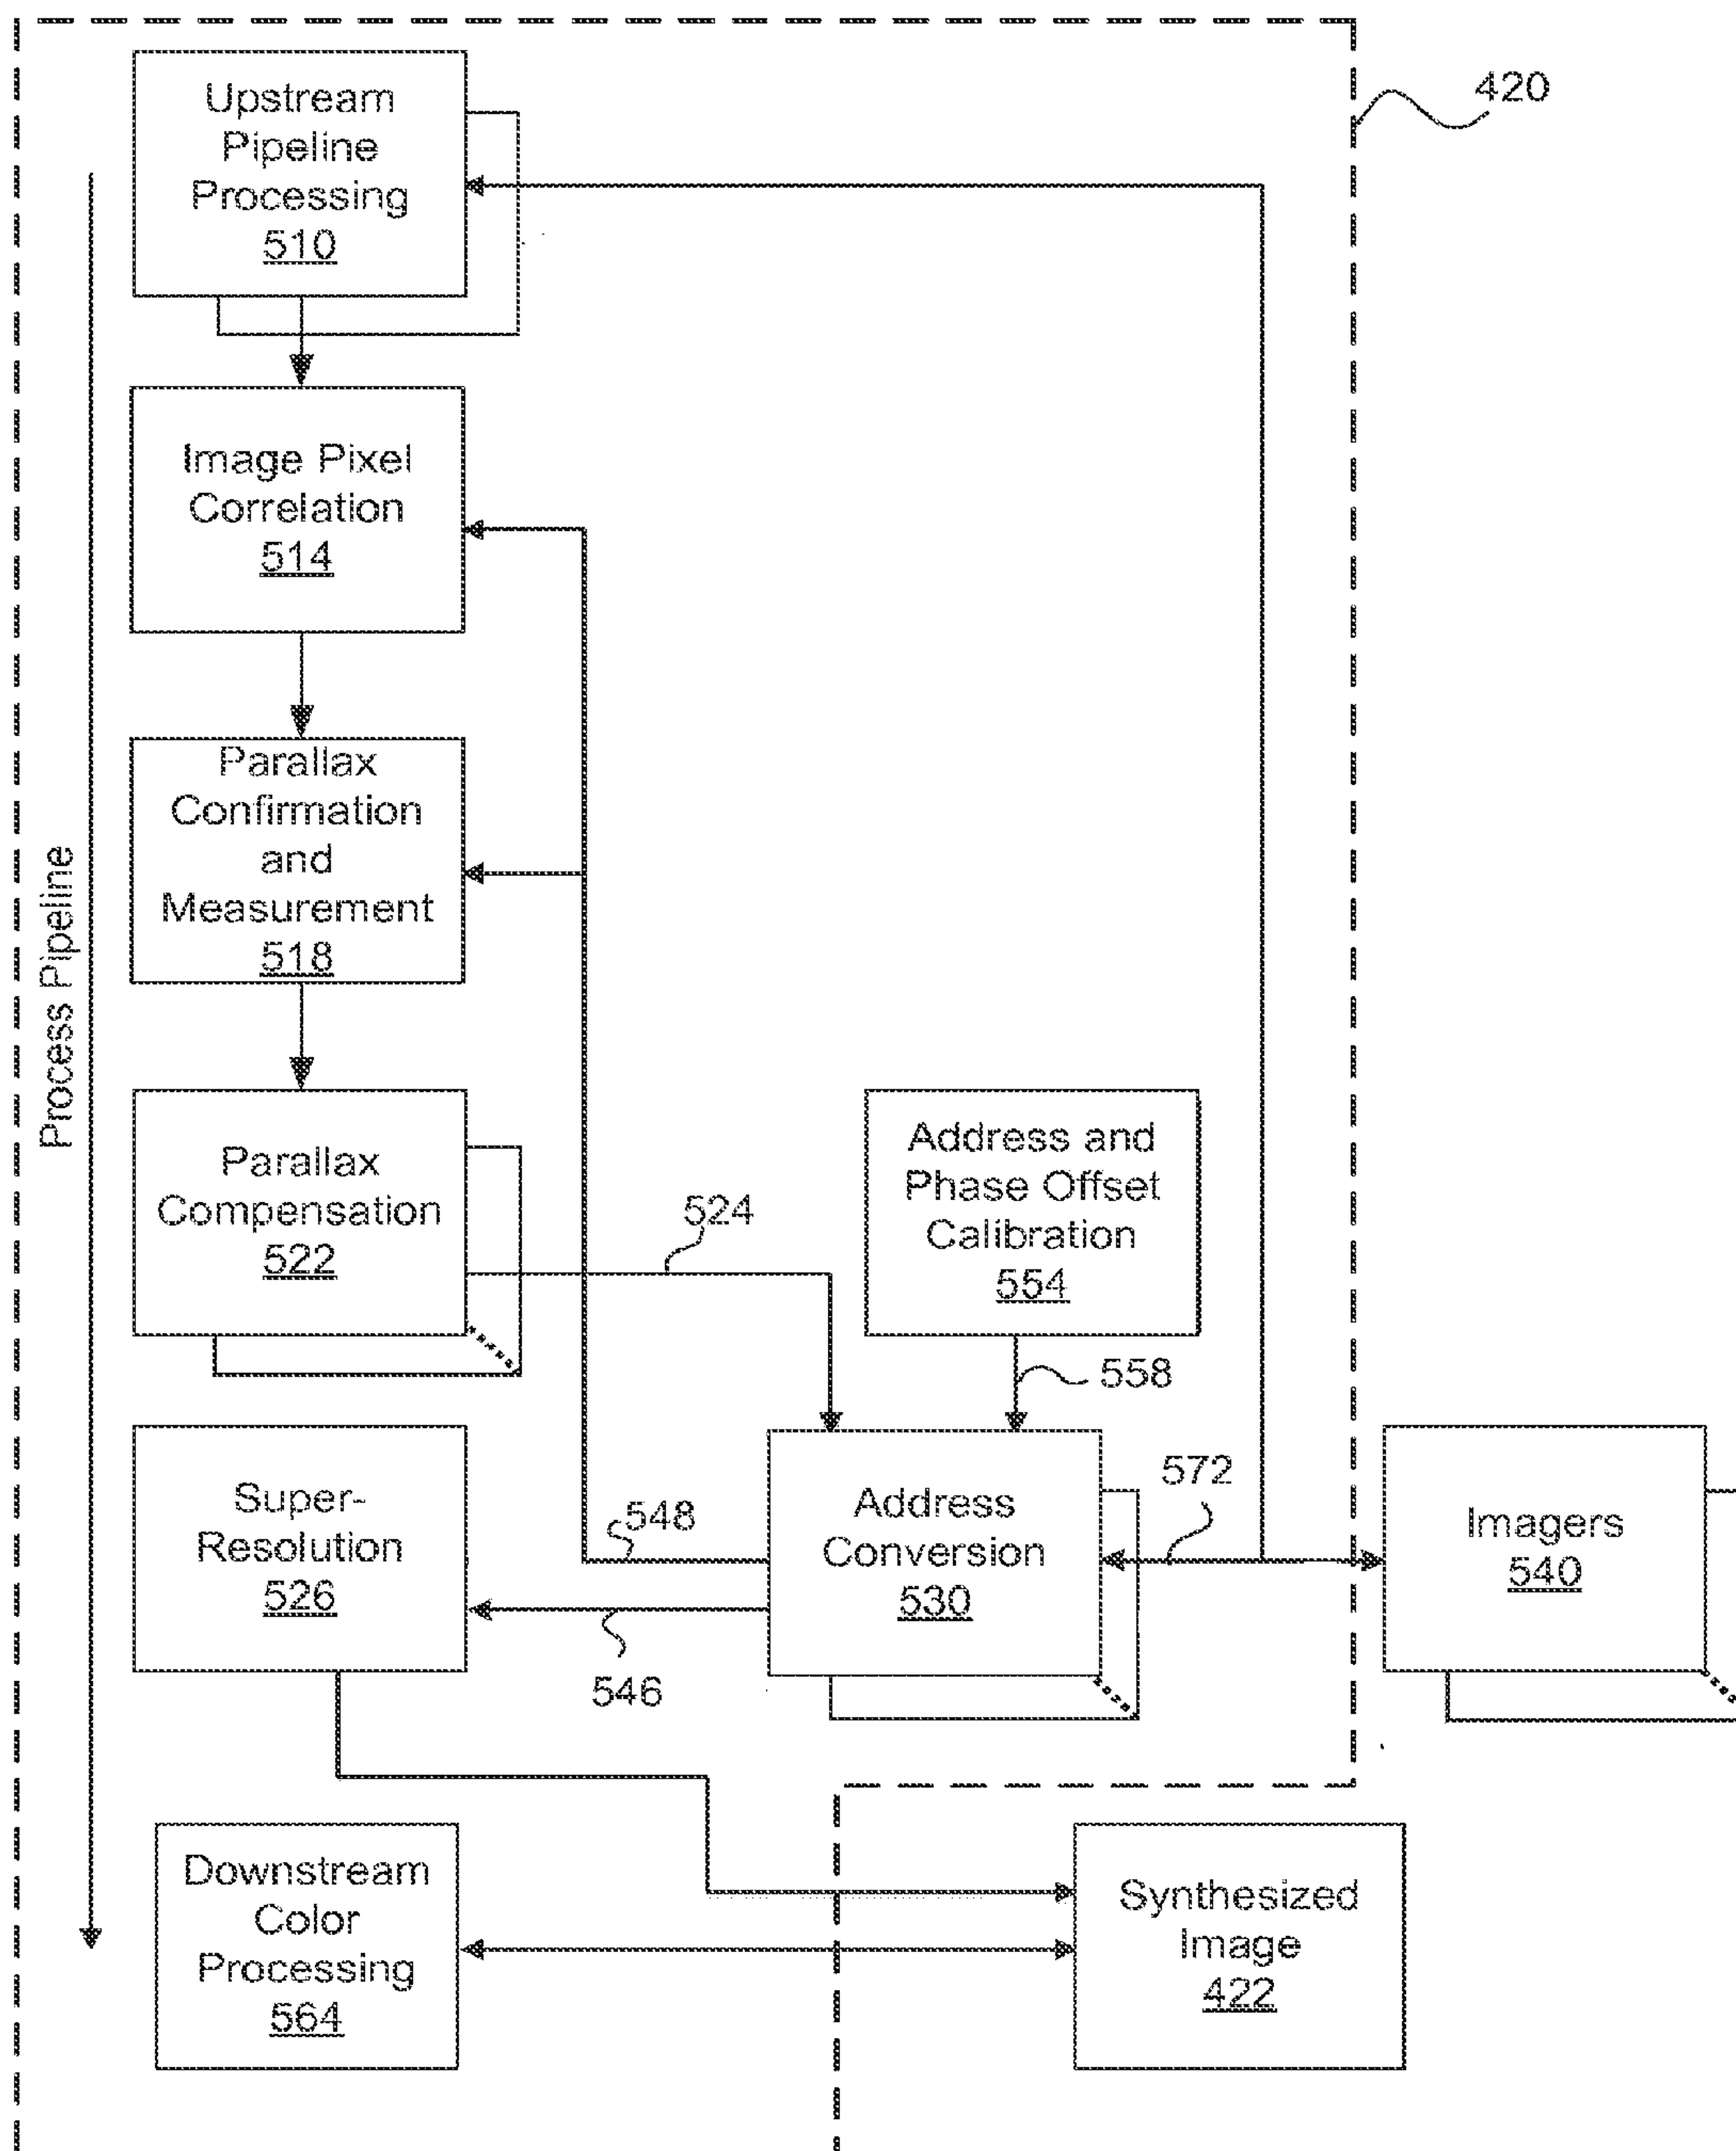 420
Upstream
Pipeline
Processing
510
Image Pixel
Correlation
514
Parallax
Confirmation
and
Measurement
518
Process Pipeline
Parallax
Compensation
522
524
Address and
Phase Offset
Calibration
554
558
Super-
Resolution
526
548
546
Address
Conversion
530
572
Imagers
540
Downstream
Color
Processing
564
Synthesized
Image
422